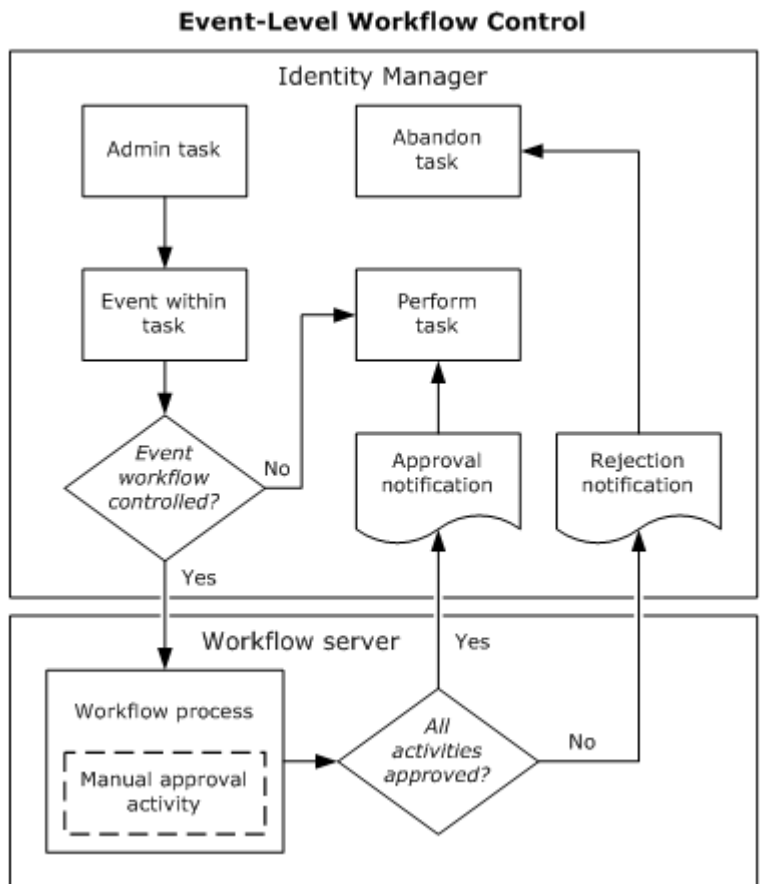 Event-Level Workflow Control
Identity Manager
Admin task
Abandon
task
Event within
task
Perform
task
Event
workflow
controlled?
No
Approval
notification
Rejection
notification
Yes
Workflow server
Yes
Workflow process
Manual approval
activity
All
activities
approved?
No